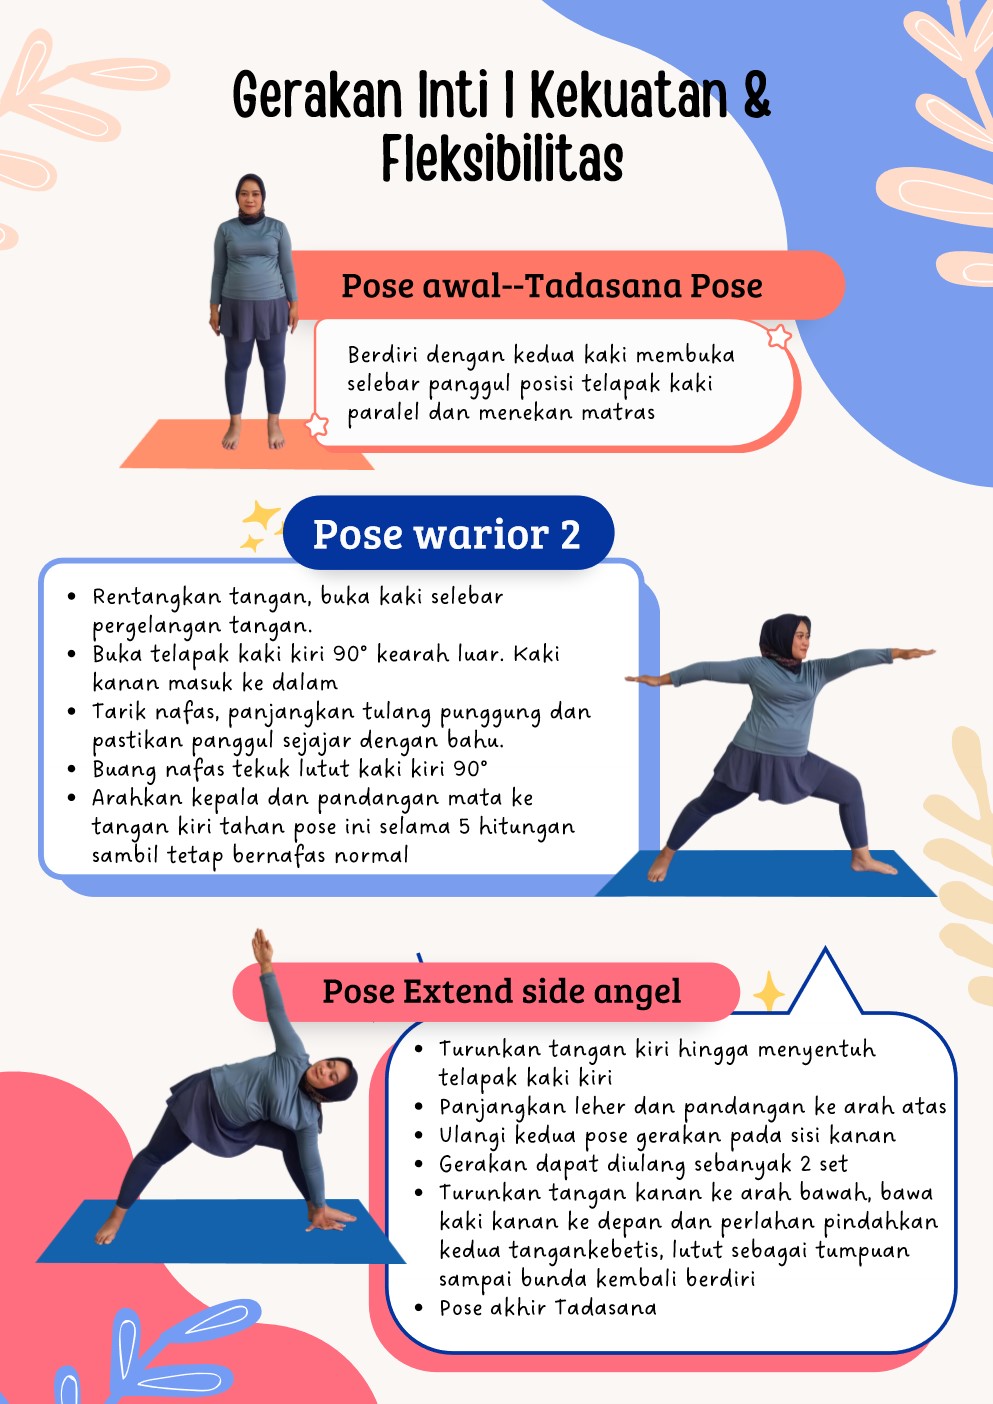 Gerakan Inti I Kekuatan &
Fleksibilitas
Pose awal--Tadasana Pose
Berdiri dengan kedua kaki membuka
selebar panggul posisi telapak kaki
paralel dan menekan matras
Pose warior 2
• Rentangkan tangan, buka kaki selebar
pergelangan tangan.
• Buka telapak kaki kiri 90° kearah luar. Kaki
kanan masuk ke dalam
• Tarik nafas, panjangkan tulang punggung dan
pastikan panggul sejajar dengan bahu.
• Buang nafas tekuk lutut kaki kiri 90°
• Arahkan kepala dan pandangan mata ke
tangan kiri tahan pose ini selama 5 hitungan
sambil tetap bernafas normal
Pose Extend side angel
• Turunkan tangan kiri hingga menyentuh
telapak kaki kiri
• Panjangkan leher dan pandangan ke arah atas
• Ulangi kedua pose gerakan pada sisi kanan
• Gerakan dapat diulang sebanyak 2 set
• Turunkan tangan kanan ke arah bawah, bawa
kaki kanan ke depan dan perlahan pindahkan
kedua tangankebetis, lutut sebagai tumpuan
sampai bunda kembali berdiri
• Pose akhir Tadasana